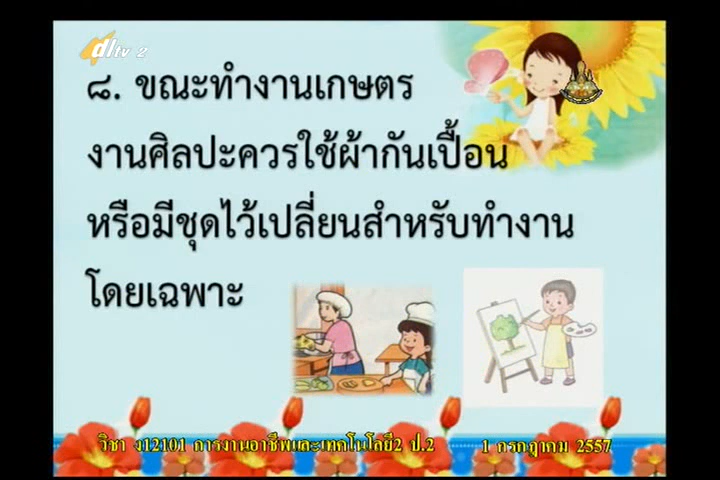 dltv 2
๘. ขณะทำงานเกษตร
งานศิลปะควรใช้ผ้ากันเปื้อน
หรือมีชุดไว้เปลี่ยนสำหรับทำงาน
โดยเฉพาะ
วิชา ง12101 การงานอาชีพและเทคโนโลยี2 ป.2
1 กรกฎาคม 2557